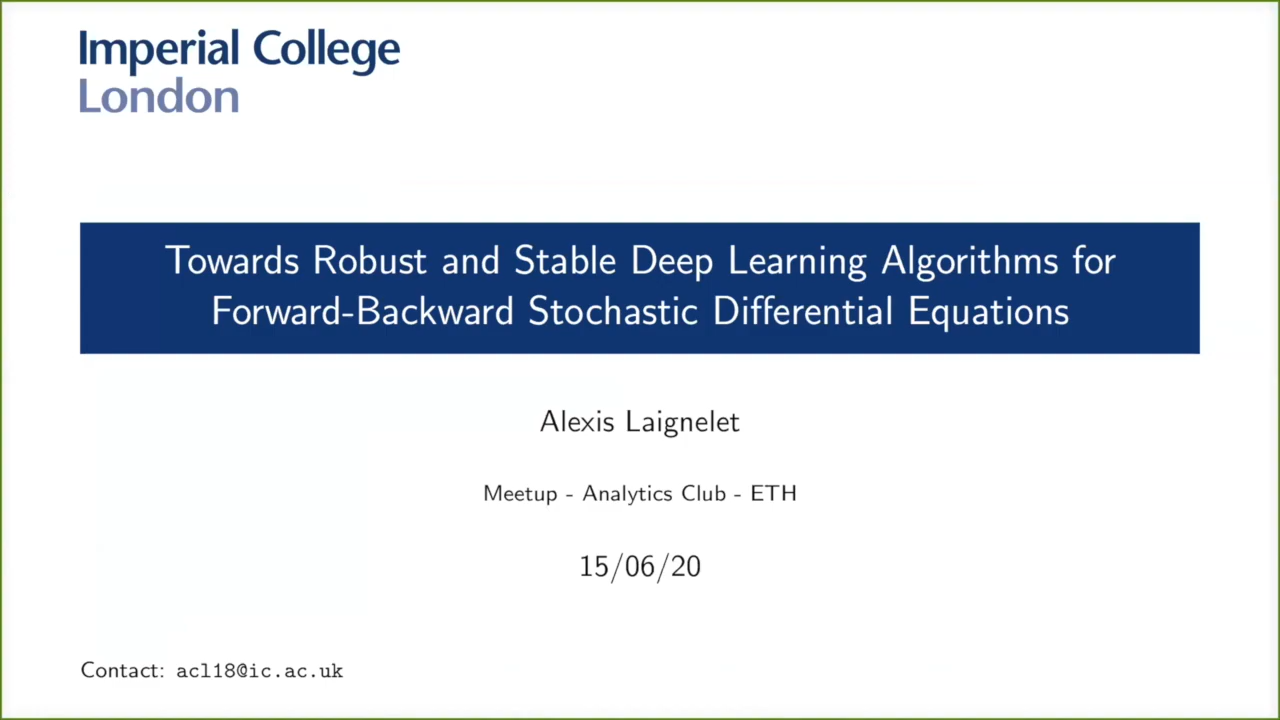 Imperial College
London
Towards Robust and Stable Deep Learning Algorithms for
Forward-Backward Stochastic Differential Equations
Alexis Laignelet
Meetup - Analytics Club - ETH
15/06/20
Contact: acl18@ic.ac.uk